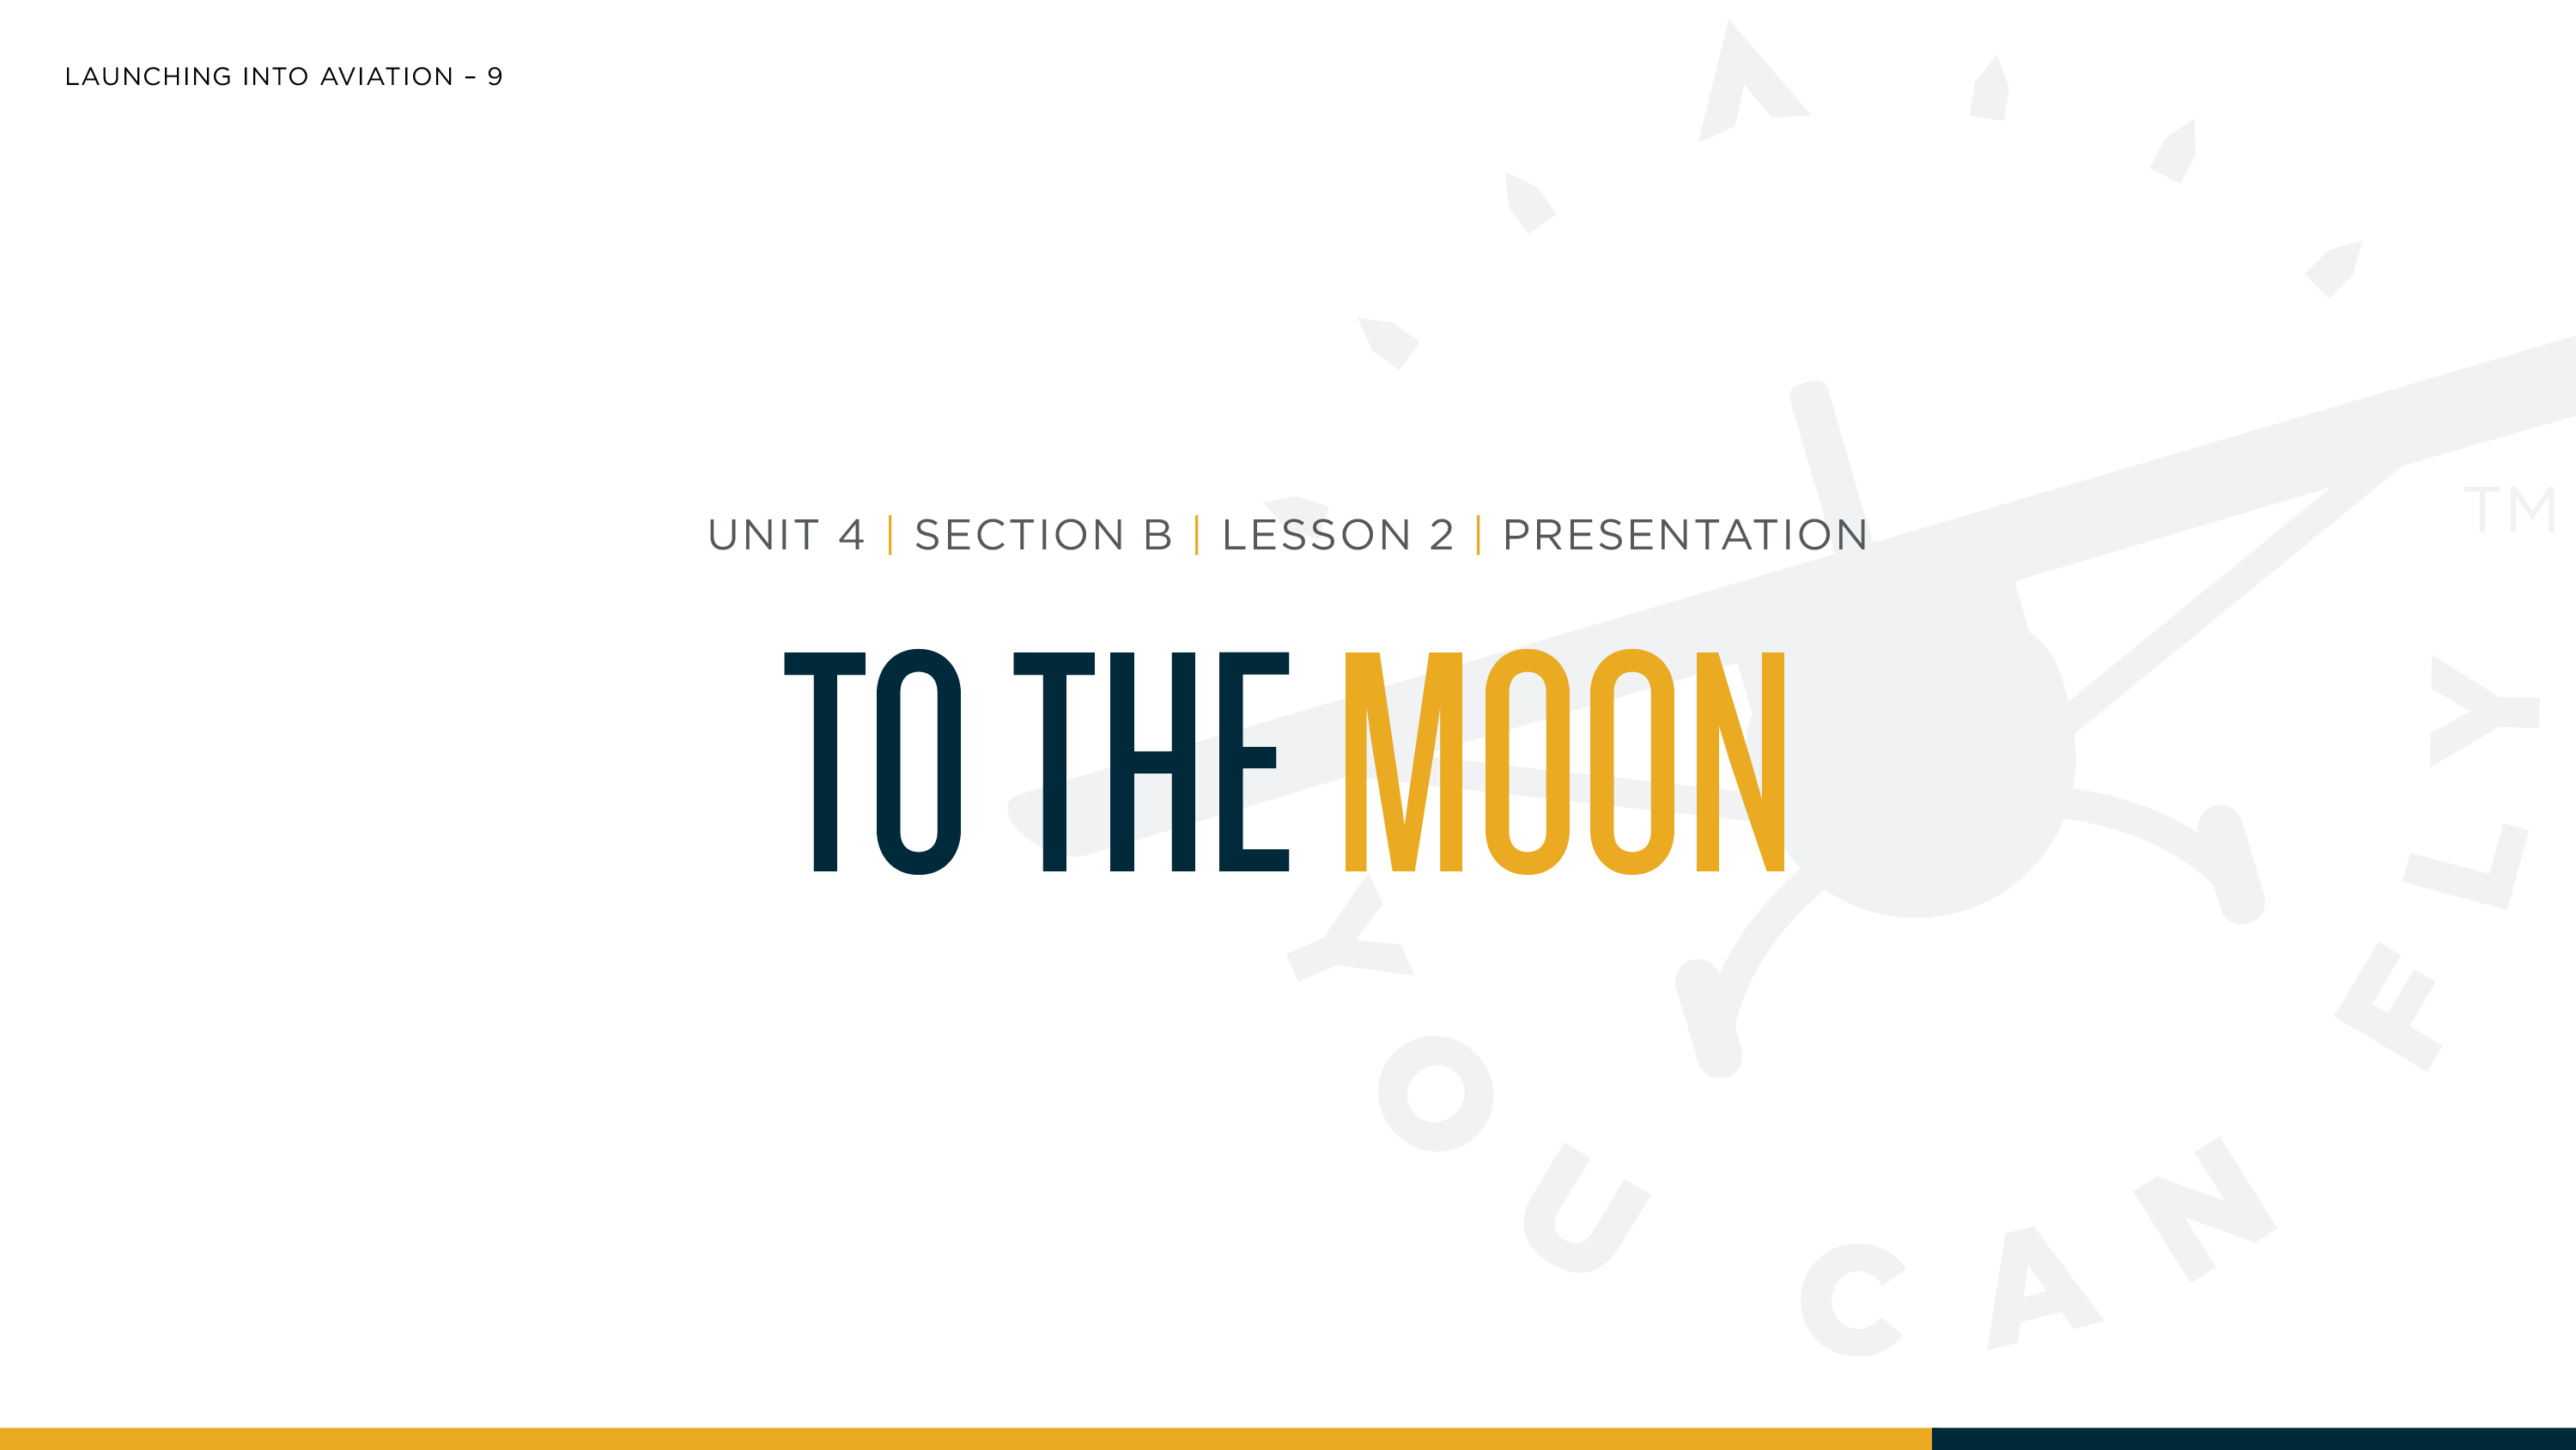 LAUNCHING INTO AVIATION – 9
UNIT 4 | SECTION B | LESSON 2 | PRESENTATION
TO THE MOON
TM
YOU CAN FLY